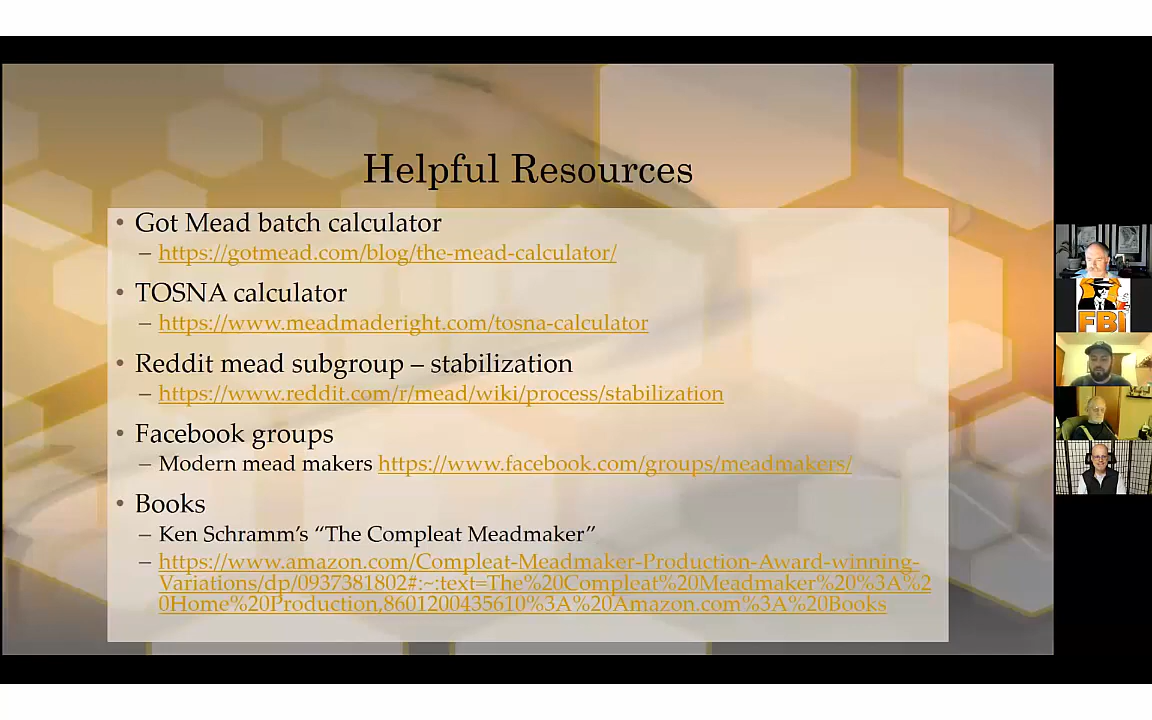 Helpful Resources
• Got Mead batch calculator
– https://gotmead.com/blog/the-mead-calculator/
• TOSNA calculator
– https://www.meadmaderight.com/tosna-calculator
• Reddit mead subgroup – stabilization
– https://www.reddit.com/r/mead/wiki/process/stabilization
• Facebook groups
– Modern mead makers https://www.facebook.com/groups/meadmakers/
• Books
– Ken Schramm’s “The Compleat Meadmaker”
– https://www.amazon.com/Compleat-Meadmaker-Production-Award-winning-
Variations/dp/0937381802#:~:text=The%20Compleat%20Meadmaker%20%3A%2
0Home%20Production,8601200435610%3A%20Amazon.com%3A%20Books
FBI